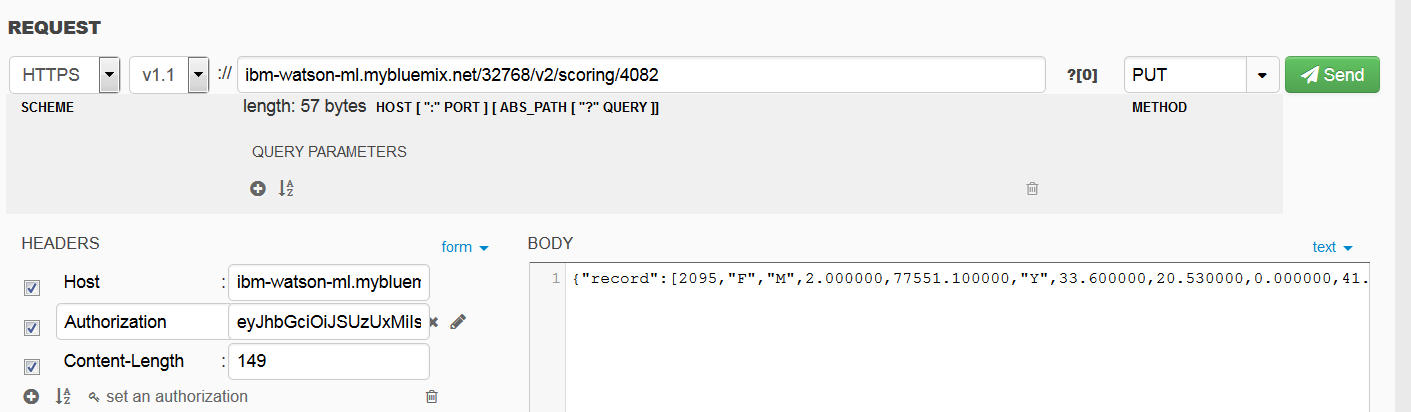 REQUEST
HTTPS v1.1 :// ibm-watson-ml.mybluemix.net/32768/v2/scoring/4082 ?[0] PUT Send
SCHEME length: 57 bytes HOST [ ":" PORT ] [ ABS_PATH [ "?" QUERY ]] METHOD
QUERY PARAMETERS
HEADERS form BODY text
Host : ibm-watson-ml.mybluem
1 {"record":[2095,"F","M",2.000000,77551.100000,"Y",33.600000,20.530000,0.000000,41.
Authorization eyJhbGciOiJSUzUxMiIs
Content-Length : 149
set an authorization